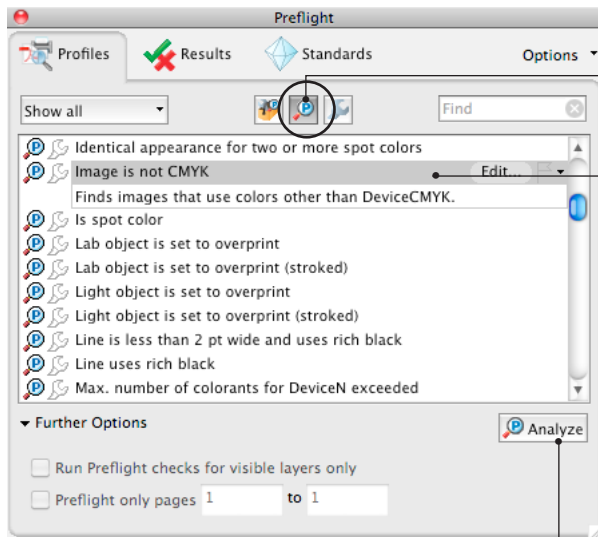 Preflight
Profiles Results Standards Options
Show all Find
Identical appearance for two or more spot colors
Image is not CMYK Edit...
Finds images that use colors other than DeviceCMYK.
Is spot color
Lab object is set to overprint
Lab object is set to overprint (stroked)
Light object is set to overprint
Light object is set to overprint (stroked)
Line is less than 2 pt wide and uses rich black
Line uses rich black
Max. number of colorants for DeviceN exceeded
Further Options Analyze
Run Preflight checks for visible layers only
Preflight only pages 1 to 1